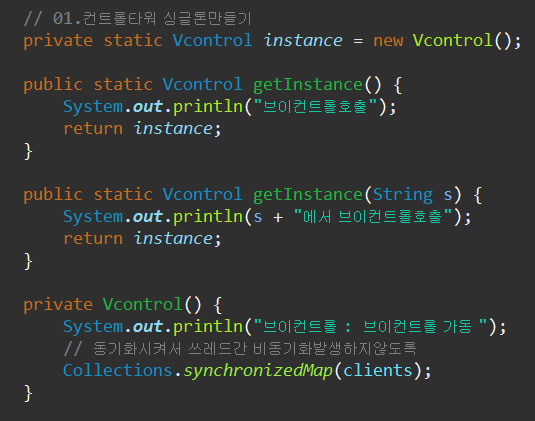 // 01.컨트롤타워 싱글톤만들기
private static Vcontrol instance = new Vcontrol();
public static Vcontrol getInstance() {
System.out.println("브이컨트롤호출");
return instance;
}
public static Vcontrol getInstance(String s) {
System.out.println(s + "에서 브이컨트롤호출");
return instance;
}
private Vcontrol() {
System.out.println("브이컨트롤 : 브이컨트롤 가동 ");
// 동기화시켜서 쓰레드간 비동기화발생하지않도록
Collections.synchronizedMap(clients);
}